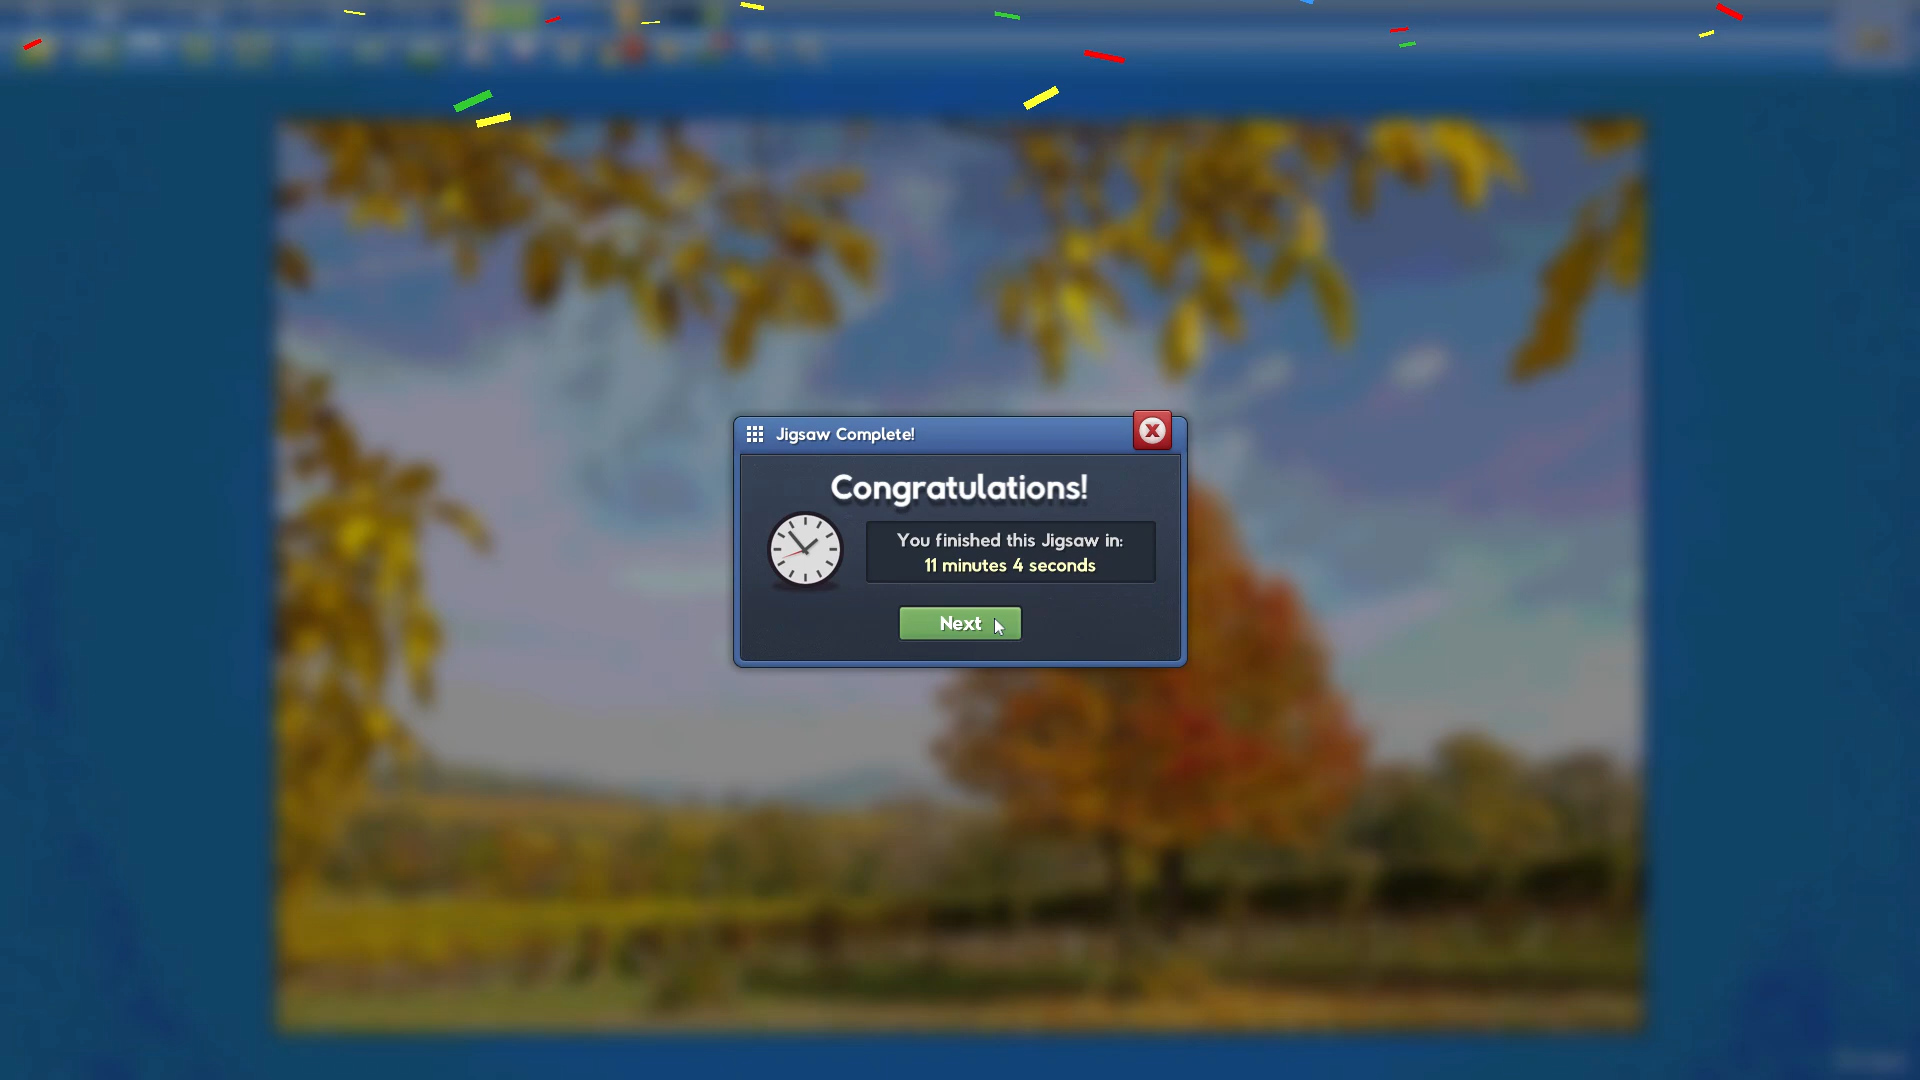 Jigsaw Complete!
Congratulations!
You finished this Jigsaw in:
11 minutes 4 seconds
Next